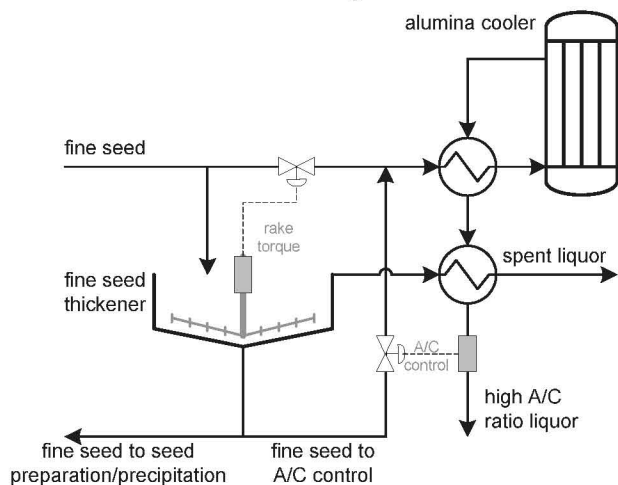 alumina cooler
fine seed
rake
torque
fine seed
thickener
spent liquor
A/C
control
high A/C
ratio liquor
fine seed to seed
preparation/precipitation
fine seed to
A/C control